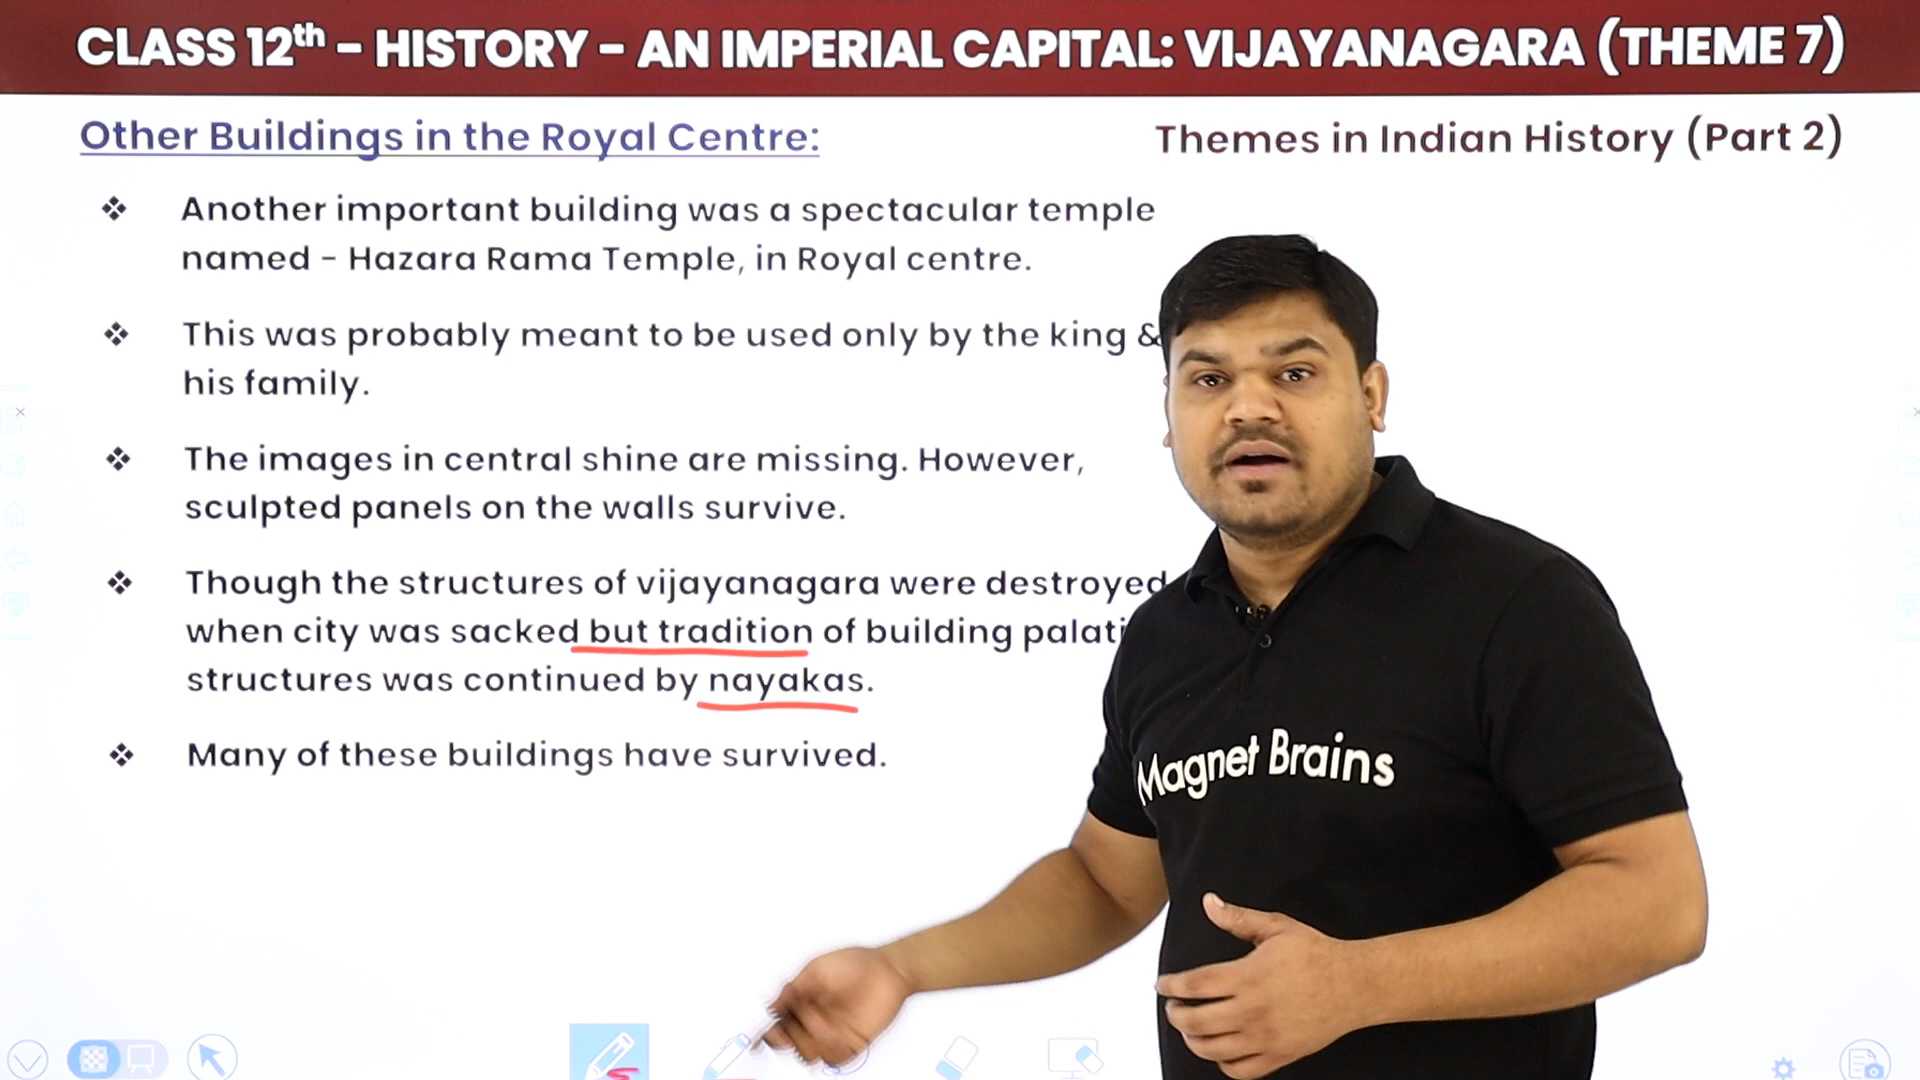 CLASS 12th - HISTORY - AN IMPERIAL CAPITAL: VIJAYANAGARA (THEME 7)
Other Buildings in the Royal Centre:
Themes in Indian History (Part 2)
❖ Another important building was a spectacular temple
named - Hazara Rama Temple, in Royal centre.
❖ This was probably meant to be used only by the king &
his family.
❖ The images in central shine are missing. However,
sculpted panels on the walls survive.
❖ Though the structures of vijayanagara were destroyed
when city was sacked but tradition of building
structures was continued by nayakas.
❖ Many of these buildings have survived.
Magnet Brains